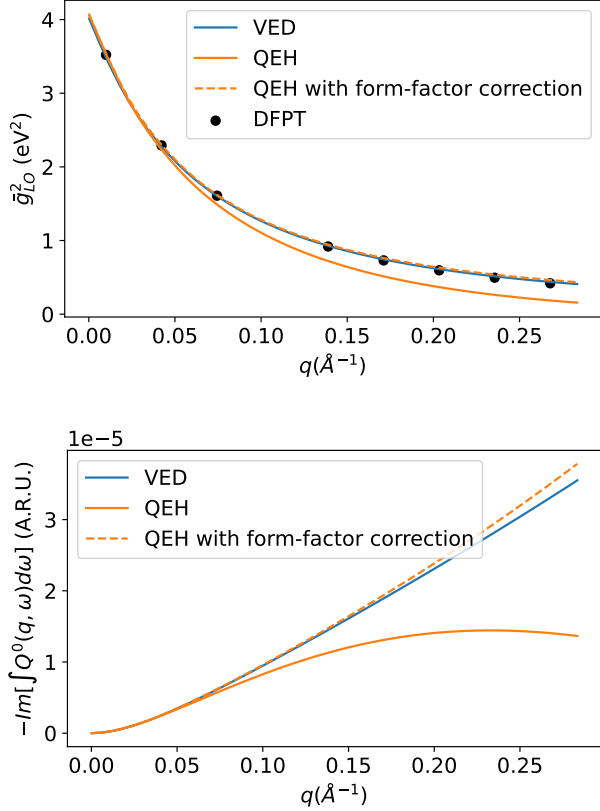 4
3
2
1
0
ḡ²_LO (eV²)
VED
QEH
QEH with form-factor correction
DFPT
0.00 0.05 0.10 0.15 0.20 0.25
q(Å⁻¹)
1e−5
3
2
1
0
−Im[∫Q⁰(q, ω)dω] (A.R.U.)
VED
QEH
QEH with form-factor correction
0.00 0.05 0.10 0.15 0.20 0.25
q(Å⁻¹)